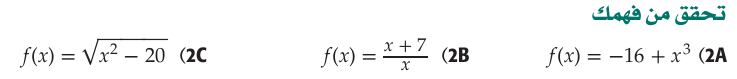 تحقق من فهمك
(2A f(x) = −16 + x³ (2B f(x) = (x + 7)/x (2C f(x) = √(x² − 20)